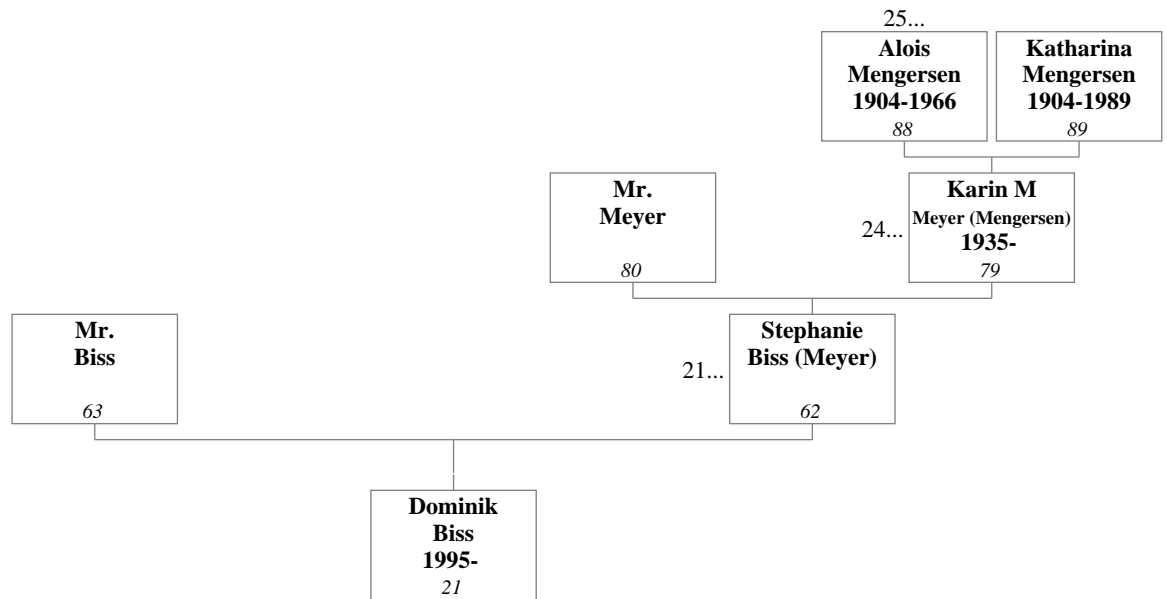 25...
Alois
Mengersen
1904-1966
88
Katharina
Mengersen
1904-1989
89
Mr.
Meyer
80
24...
Karin M
Meyer (Mengersen)
1935-
79
Mr.
Biss
63
21...
Stephanie
Biss (Meyer)
62
Dominik
Biss
1995-
21